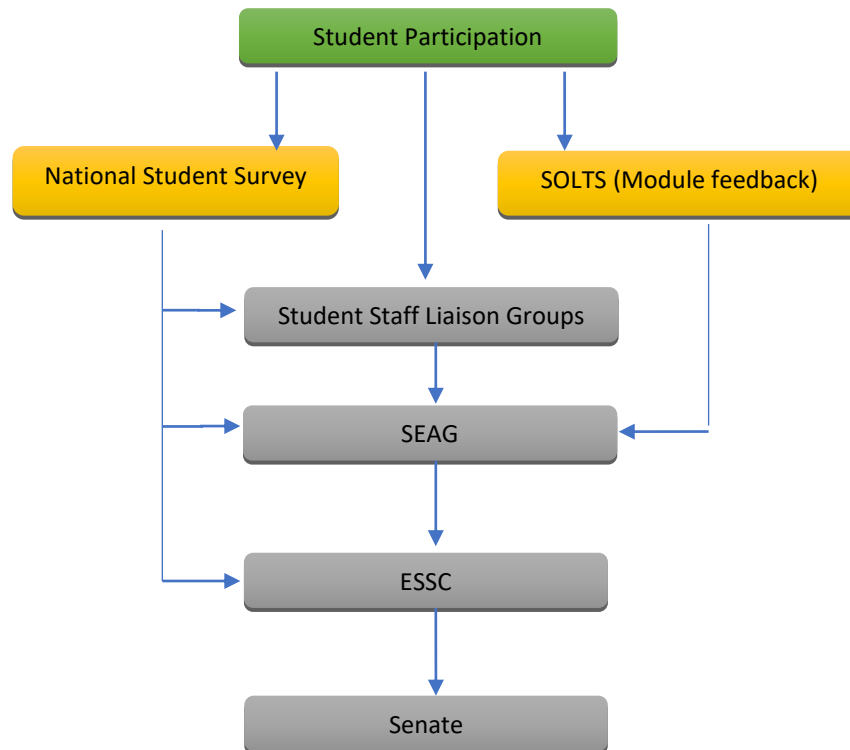 Student Participation
National Student Survey
SOLTS (Module feedback)
Student Staff Liaison Groups
SEAG
ESSC
Senate